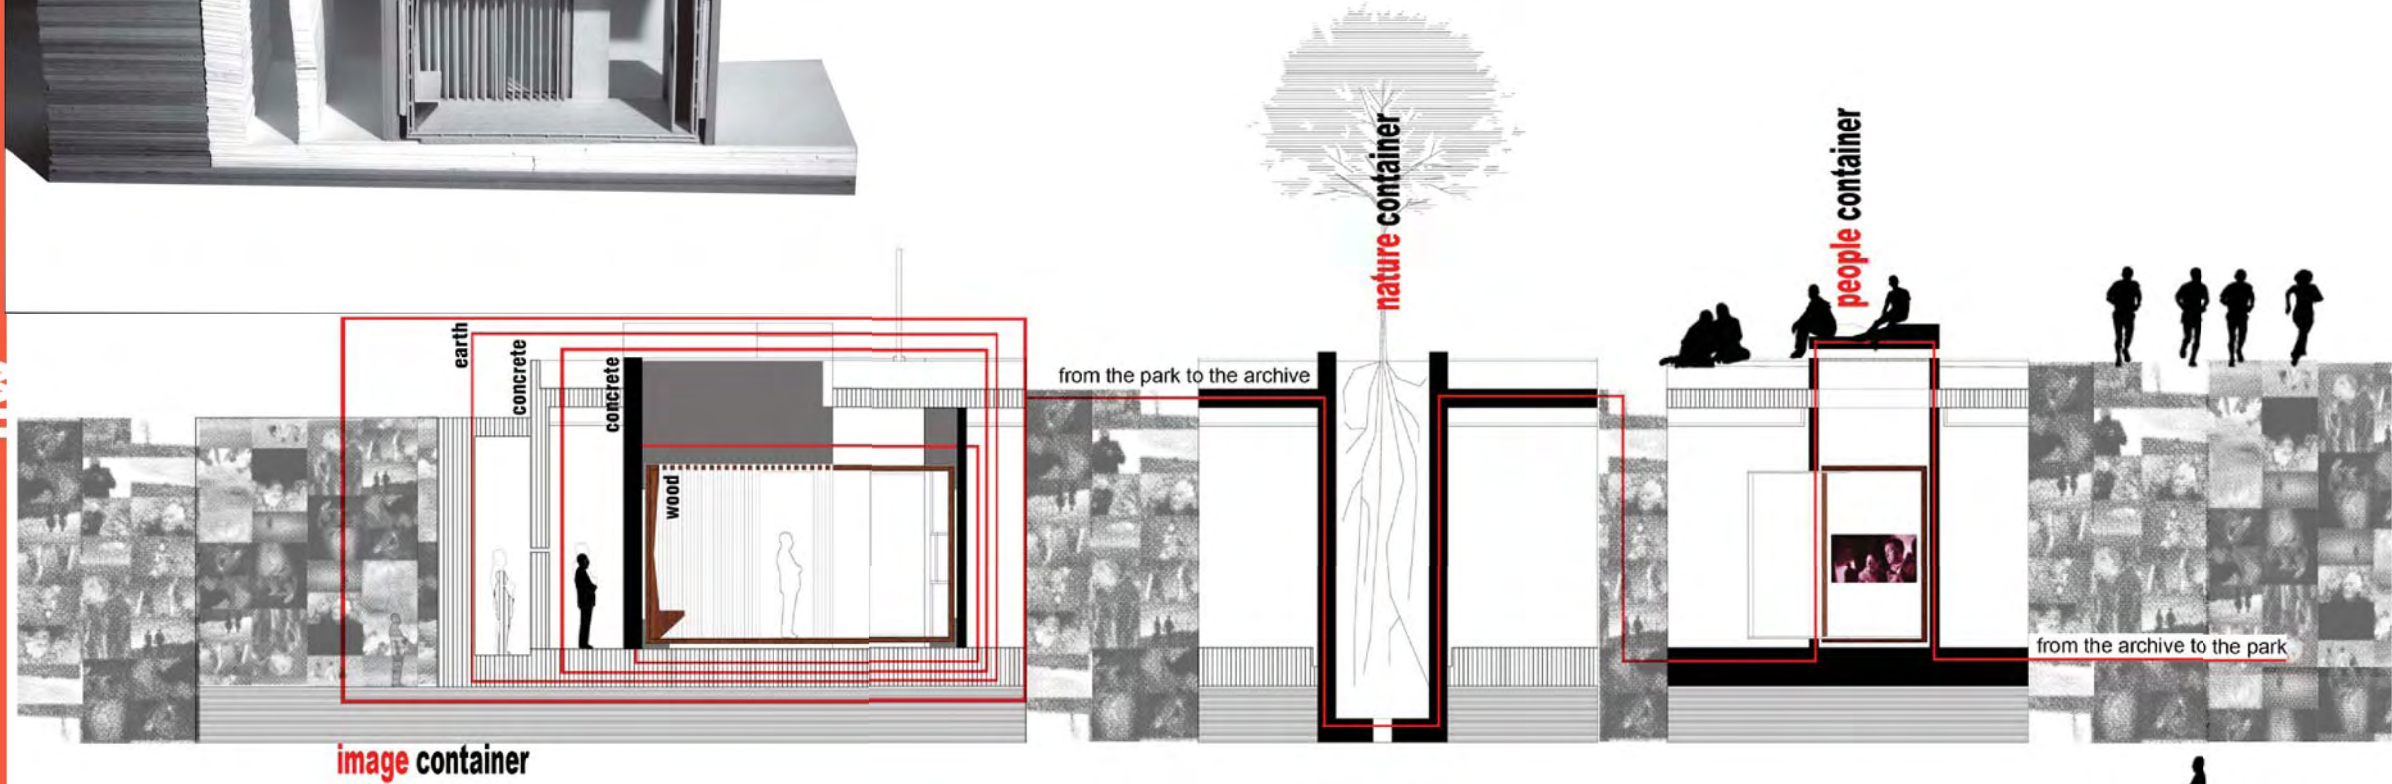 nature container
people container
earth
concrete
concrete
wood
from the park to the archive
from the archive to the park
image container